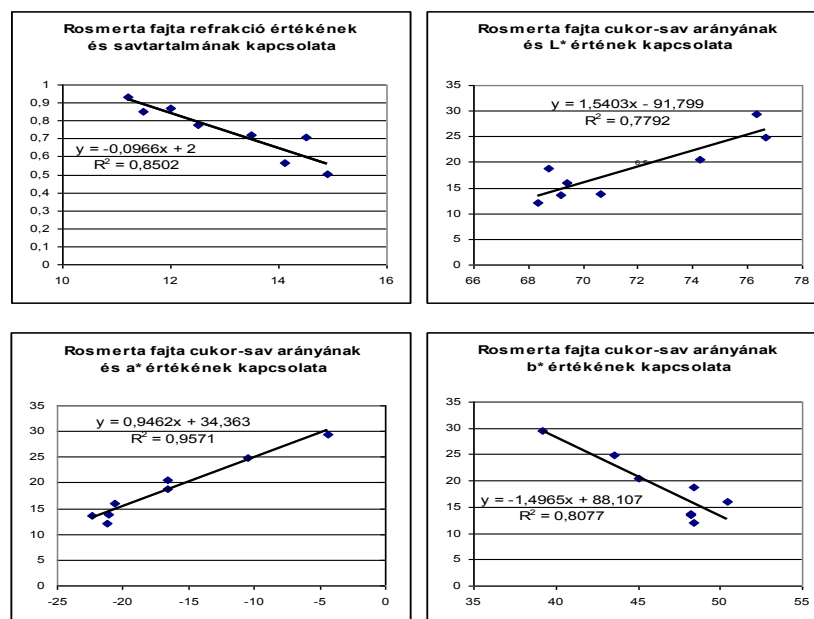 Rosmerta fajta refrakció értékének
és savtartalmának kapcsolata
1
0,9
0,8
0,7
0,6
0,5
0,4
0,3
0,2
0,1
0
y = -0,0966x + 2
R² = 0,8502
10 12 14 16
Rosmerta fajta cukor-sav arányának
és L* értének kapcsolata
35
30
25
20
15
10
5
0
y = 1,5403x - 91,799
R² = 0,7792
66 68 70 72 74 76 78
Rosmerta fajta cukor-sav arányának
és a* értékének kapcsolata
35
30
25
20
15
10
5
0
y = 0,9462x + 34,363
R² = 0,9571
-25 -20 -15 -10 -5 0
Rosmerta fajta cukor-sav arányának
b* értékének kapcsolata
35
30
25
20
15
10
5
0
y = -1,4965x + 88,107
R² = 0,8077
35 40 45 50 55